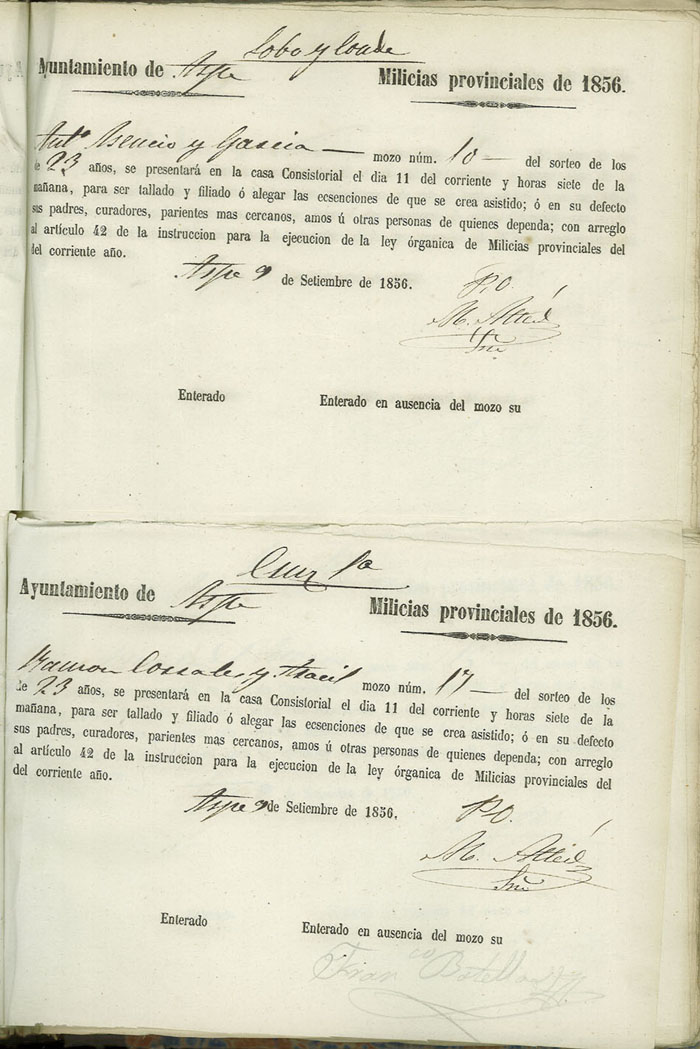 Lobo y Conde
Ayuntamiento de Aspe
Milicias provinciales de 1856.
Antº Asencio y Garcia — mozo núm. 10 — del sorteo de los
de 23 años, se presentará en la casa Consistorial el dia 11 del corriente y horas siete de la
mañana, para ser tallado y filiado ó alegar las ecsenciones de que se crea asistido; ó en su defecto
sus padres, curadores, parientes mas cercanos, amos ú otras personas de quienes dependa; con arreglo
al artículo 42 de la instruccion para la ejecucion de la ley órganica de Milicias provinciales del
del corriente año.
Aspe 9 de Setiembre de 1856.
P.O.
M.
Enterado
Enterado en ausencia del mozo su
Cruz
Ayuntamiento de Aspe
Milicias provinciales de 1856.
Ramon y mozo núm. 17 — del sorteo de los
de 23 años, se presentará en la casa Consistorial el dia 11 del corriente y horas siete de la
mañana, para ser tallado y filiado ó alegar las ecsenciones de que se crea asistido; ó en su defecto
sus padres, curadores, parientes mas cercanos, amos ú otras personas de quienes dependa; con arreglo
al artículo 42 de la instruccion para la ejecucion de la ley órganica de Milicias provinciales del
del corriente año.
Aspe 9 de Setiembre de 1856.
P.O.
M.
Enterado
Enterado en ausencia del mozo su
Franco Botella